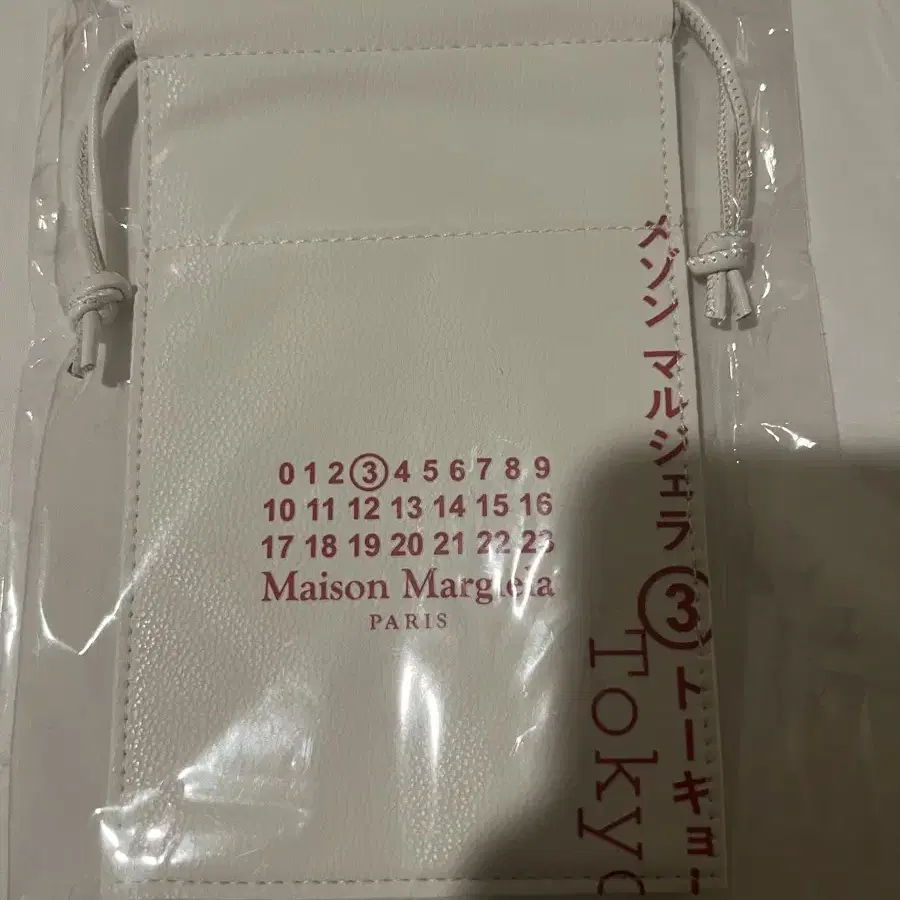 0 1 2 ③ 4 5 6 7 8 9
10 11 12 13 14 15 16
17 18 19 20 21 22 23
Maison Margiela
PARIS
メゾン マルジェラ ③ トーキョー
Tokyo